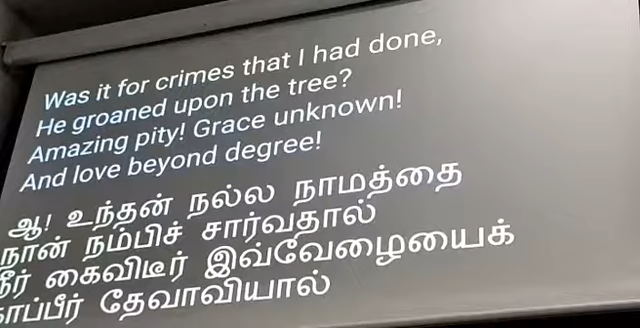 Was it for crimes that I had done,
He groaned upon the tree?
Amazing pity! Grace unknown!
And love beyond degree!
ஆ! உந்தன் நல்ல நாமத்தை
நான் நம்பிச் சார்வதால்
நீர் கைவிடீர் இவ்வேழையைக்
காப்பீர் தேவாவியால்